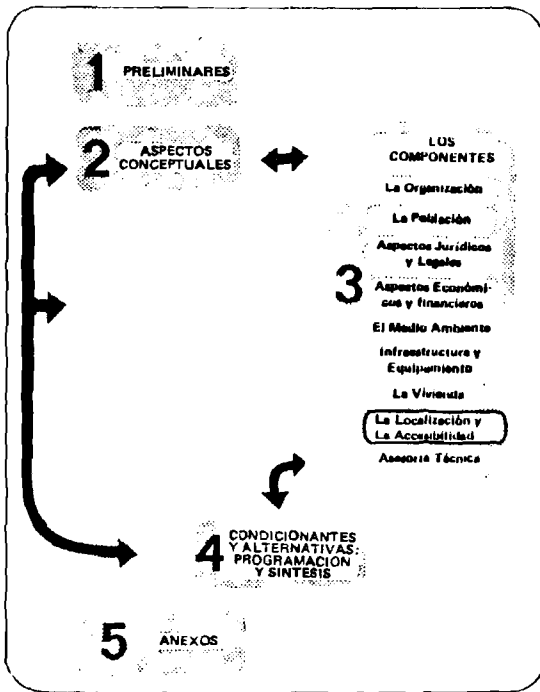 1 PRELIMINARES
2 ASPECTOS
CONCEPTUALES
LOS
COMPONENTES
La Organización
La Población
Aspectos Jurídicos
y Legales
3 Aspectos Económi-
cos y financieros
El Medio Ambiente
Infraestructura y
Equipamiento
La Vivienda
La Localización y
La Accesibilidad
Asesoría Técnica
4 CONDICIONANTES
Y ALTERNATIVAS:
PROGRAMACION
Y SINTESIS
5 ANEXOS